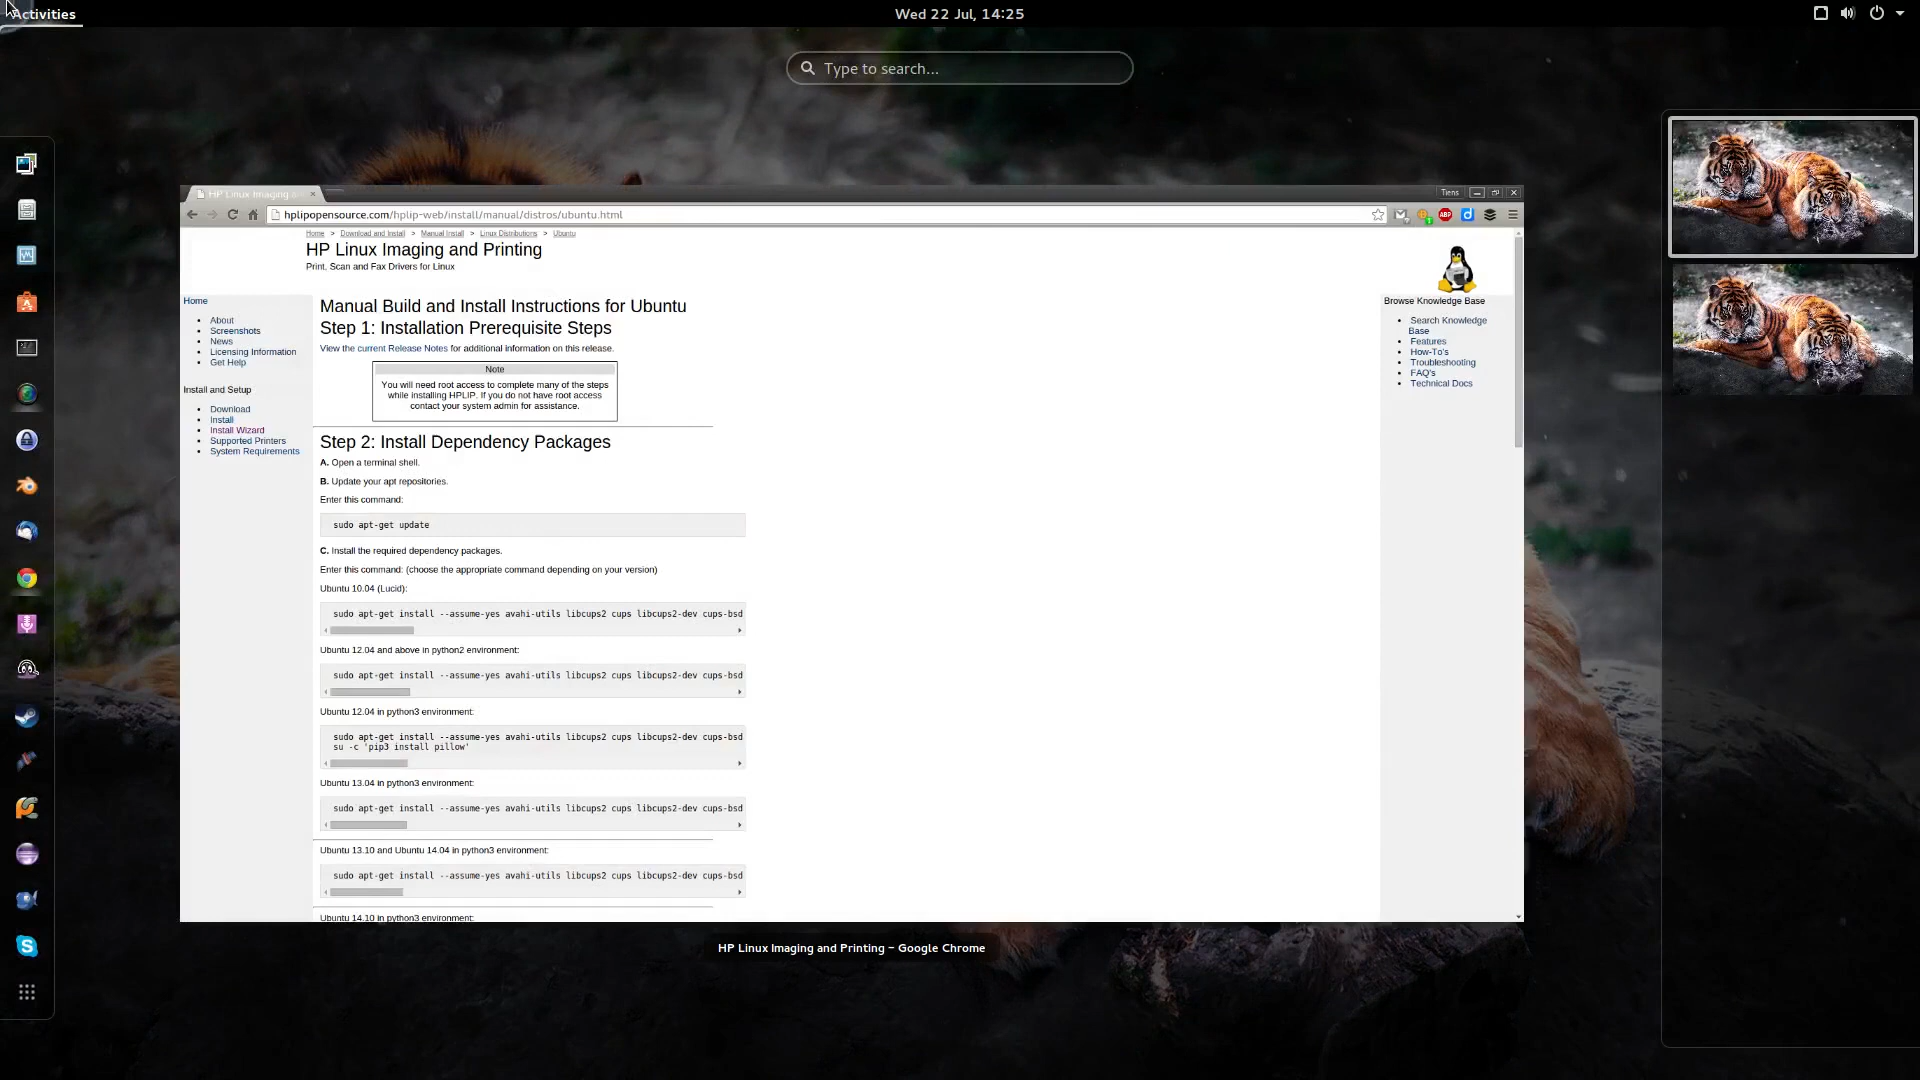 Activities
Wed 22 Jul, 14:25
Type to search...
HP Linux Imaging a
Tiens
hplipopensource.com/hplip-web/install/manual/distros/ubuntu.html
ABP
Home > Download and Install > Manual Install > Linux Distributions > Ubuntu
HP Linux Imaging and Printing
Print, Scan and Fax Drivers for Linux
Home
About
Screenshots
News
Licensing Information
Get Help
Install and Setup
Download
Install
Install Wizard
Supported Printers
System Requirements
Manual Build and Install Instructions for Ubuntu
Step 1: Installation Prerequisite Steps
View the current Release Notes for additional information on this release.
Note
You will need root access to complete many of the steps
while installing HPLIP. If you do not have root access
contact your system admin for assistance.
Step 2: Install Dependency Packages
A. Open a terminal shell.
B. Update your apt repositories.
Enter this command:
sudo apt-get update
C. Install the required dependency packages.
Enter this command: (choose the appropriate command depending on your version)
Ubuntu 10.04 (Lucid):
sudo apt-get install --assume-yes avahi-utils libcups2 cups libcups2-dev cups-bsd
Ubuntu 12.04 and above in python2 environment:
sudo apt-get install --assume-yes avahi-utils libcups2 cups libcups2-dev cups-bsd
Ubuntu 12.04 in python3 environment:
sudo apt-get install --assume-yes avahi-utils libcups2 cups libcups2-dev cups-bsd
su -c 'pip3 install pillow'
Ubuntu 13.04 in python3 environment:
sudo apt-get install --assume-yes avahi-utils libcups2 cups libcups2-dev cups-bsd
Ubuntu 13.10 and Ubuntu 14.04 in python3 environment:
sudo apt-get install --assume-yes avahi-utils libcups2 cups libcups2-dev cups-bsd
Ubuntu 14.10 in python3 environment:
Browse Knowledge Base
Search Knowledge
Base
Features
How-To's
Troubleshooting
FAQ's
Technical Docs
HP Linux Imaging and Printing – Google Chrome